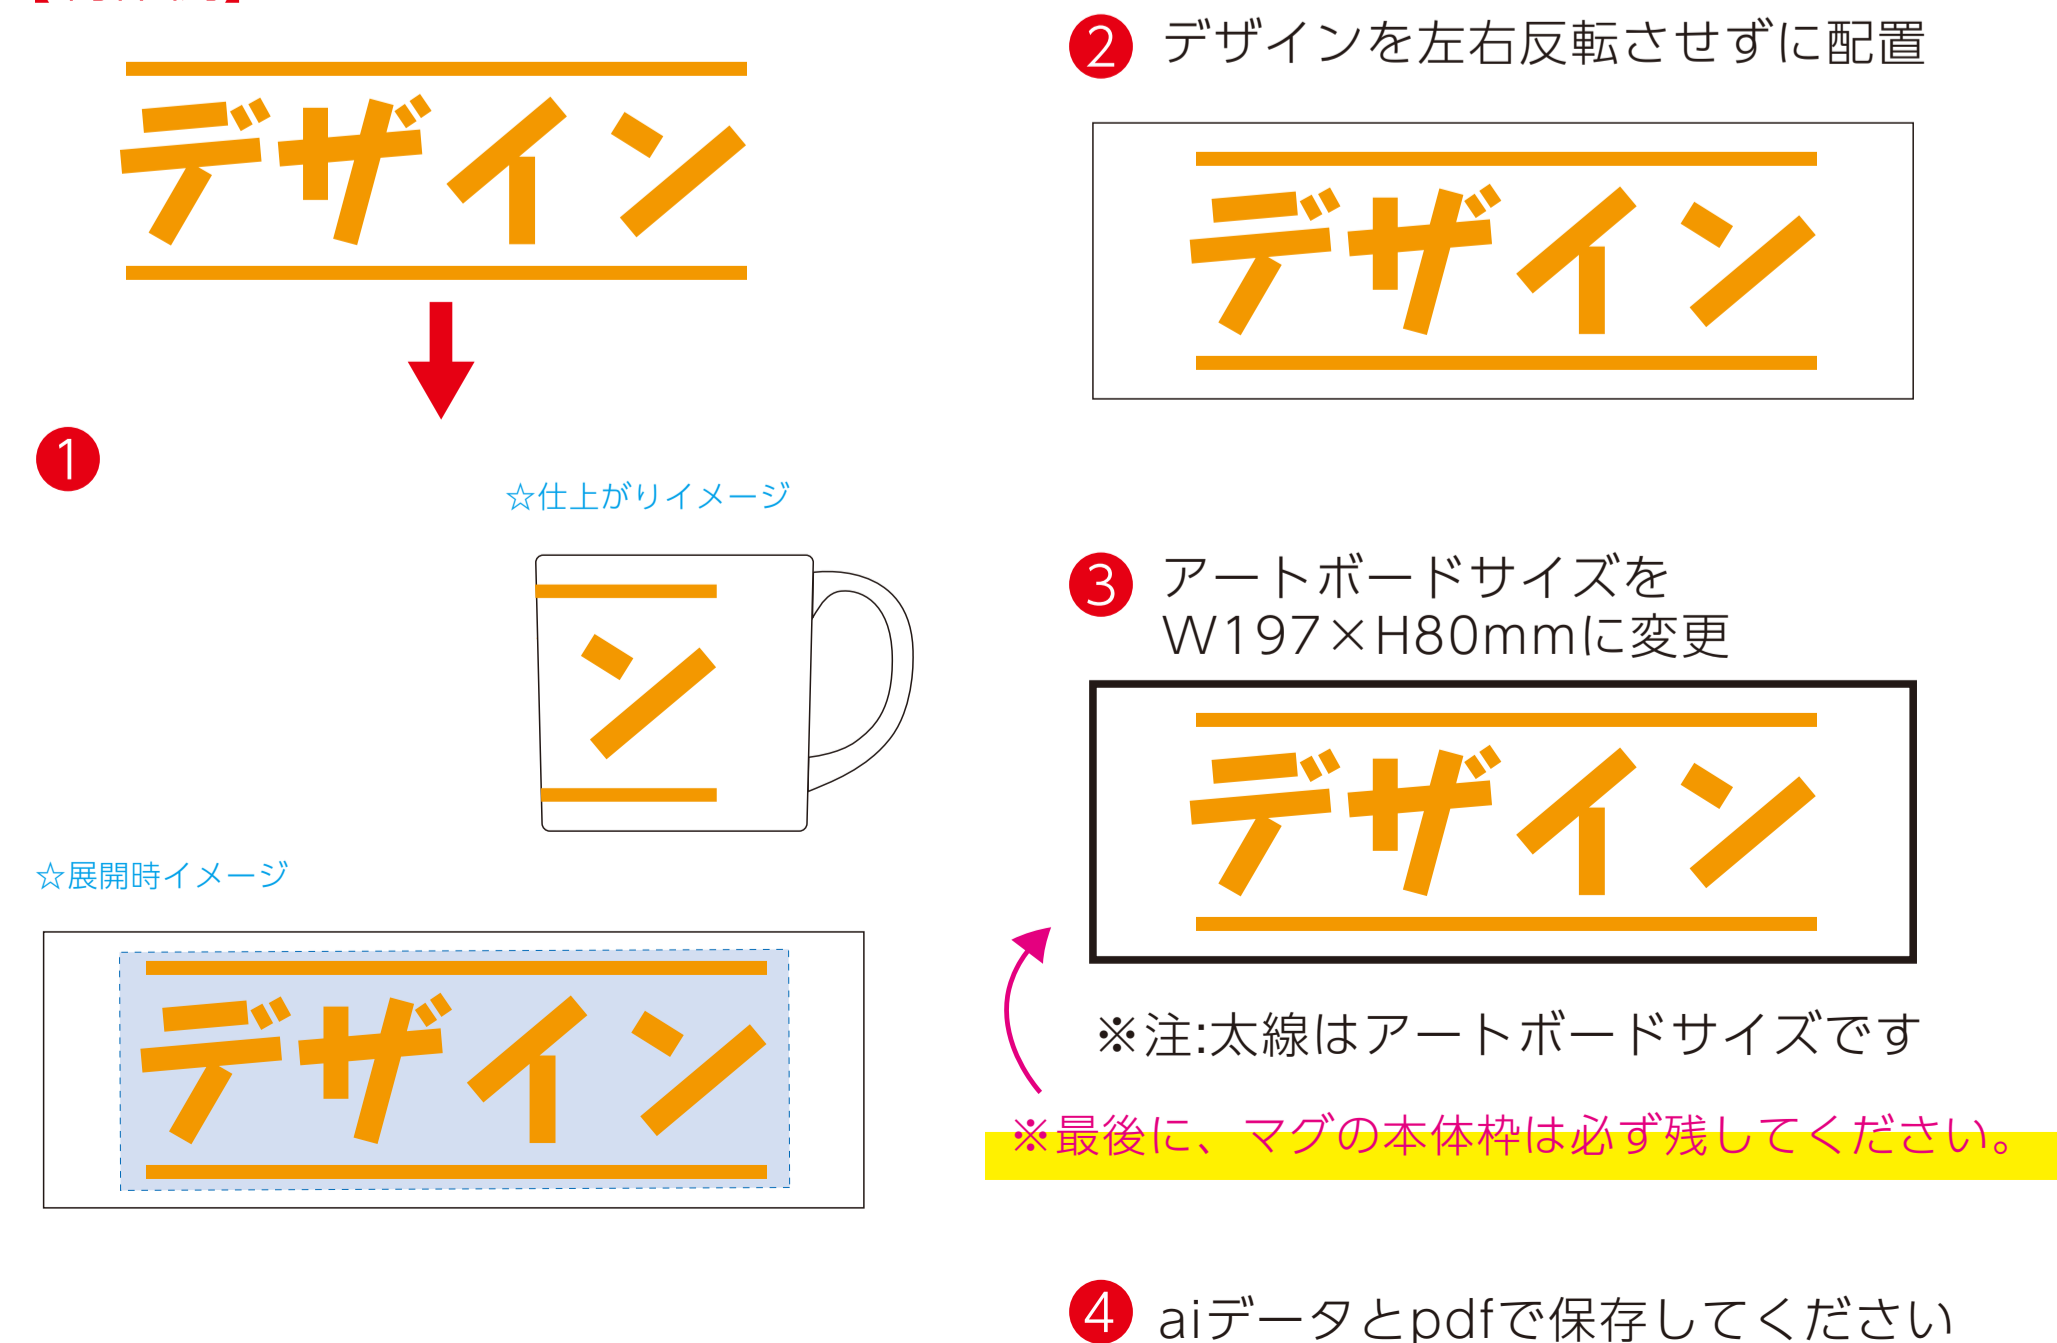 デザイン
1
☆仕上がりイメージ
ン
☆展開時イメージ
デザイン
2 デザインを左右反転させずに配置
デザイン
3 アートボードサイズを
W197×H80mmに変更
デザイン
※注:太線はアートボードサイズです
※最後に、マグの本体枠は必ず残してください。
4 aiデータとpdfで保存してください